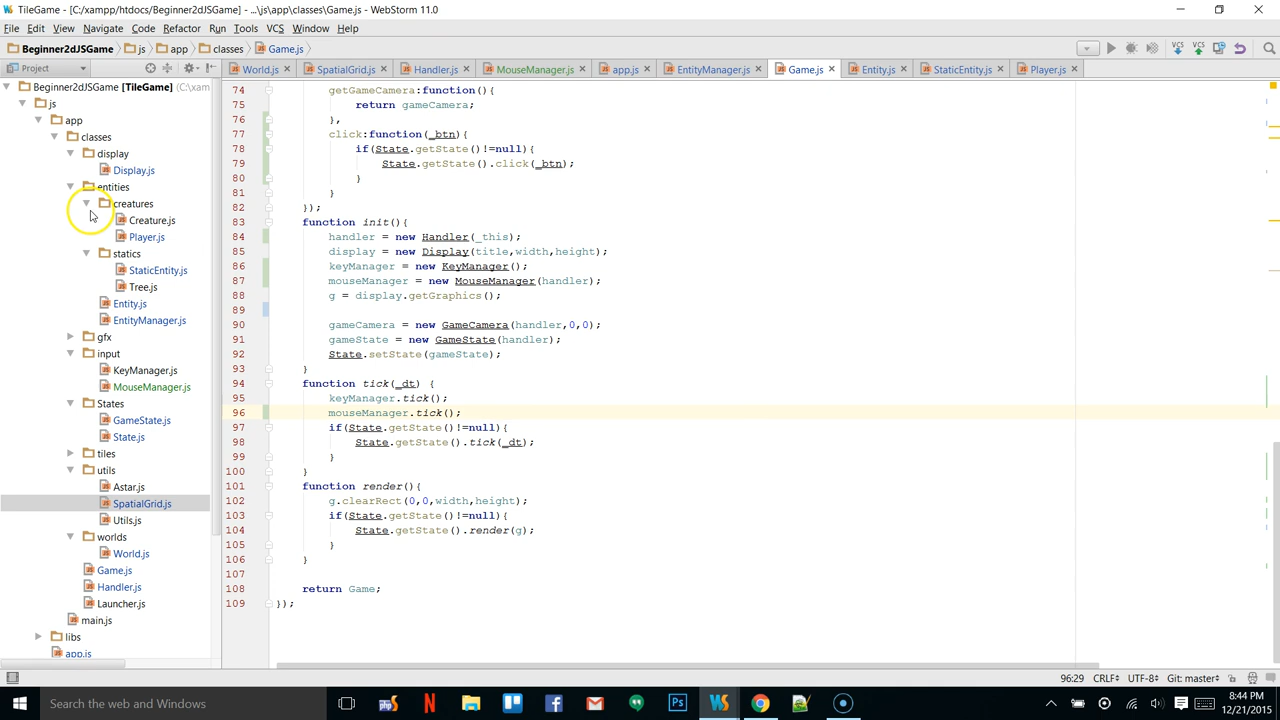 TileGame - [C:/xampp/htdocs/Beginner2dJSGame] - ...\js\app\classes\Game.js - WebStorm 11.0
File Edit View Navigate Code Refactor Run Tools VCS Window Help
Beginner2dJSGame js app classes Game.js
VCS VCS
Project
World.js SpatialGrid.js Handler.js MouseManager.js app.js EntityManager.js Game.js Entity.js StaticEntity.js Player.js
Beginner2dJSGame [TileGame] (C:\xam
js
app
classes
display
Display.js
entities
creatures
Creature.js
Player.js
statics
StaticEntity.js
Tree.js
Entity.js
EntityManager.js
gfx
input
KeyManager.js
MouseManager.js
States
GameState.js
State.js
tiles
utils
Astar.js
SpatialGrid.js
Utils.js
worlds
World.js
Game.js
Handler.js
Launcher.js
main.js
libs
app.js
74 getGameCamera:function(){
75 return gameCamera;
76 },
77 click:function(_btn){
78 if(State.getState()!=null){
79 State.getState().click(_btn);
80 }
81 }
82 });
83 function init(){
84 handler = new Handler(_this);
85 display = new Display(title,width,height);
86 keyManager = new KeyManager();
87 mouseManager = new MouseManager(handler);
88 g = display.getGraphics();
89
90 gameCamera = new GameCamera(handler,0,0);
91 gameState = new GameState(handler);
92 State.setState(gameState);
93 }
94 function tick(_dt) {
95 keyManager.tick();
96 mouseManager.tick();
97 if(State.getState()!=null){
98 State.getState().tick(_dt);
99 }
100 }
101 function render(){
102 g.clearRect(0,0,width,height);
103 if(State.getState()!=null){
104 State.getState().render(g);
105 }
106 }
107
108 return Game;
109 });
96:29 CRLF÷ UTF-8÷ Git: master÷
Search the web and Windows
8:44 PM
12/21/2015